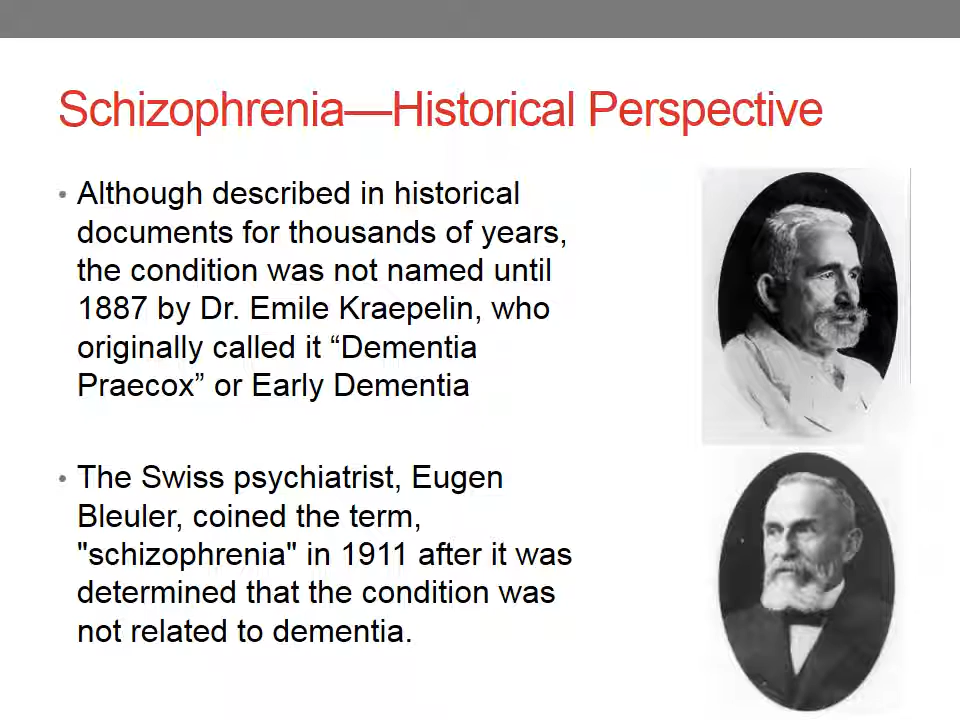 Schizophrenia—Historical Perspective
• Although described in historical
documents for thousands of years,
the condition was not named until
1887 by Dr. Emile Kraepelin, who
originally called it “Dementia
Praecox” or Early Dementia
• The Swiss psychiatrist, Eugen
Bleuler, coined the term,
"schizophrenia" in 1911 after it was
determined that the condition was
not related to dementia.